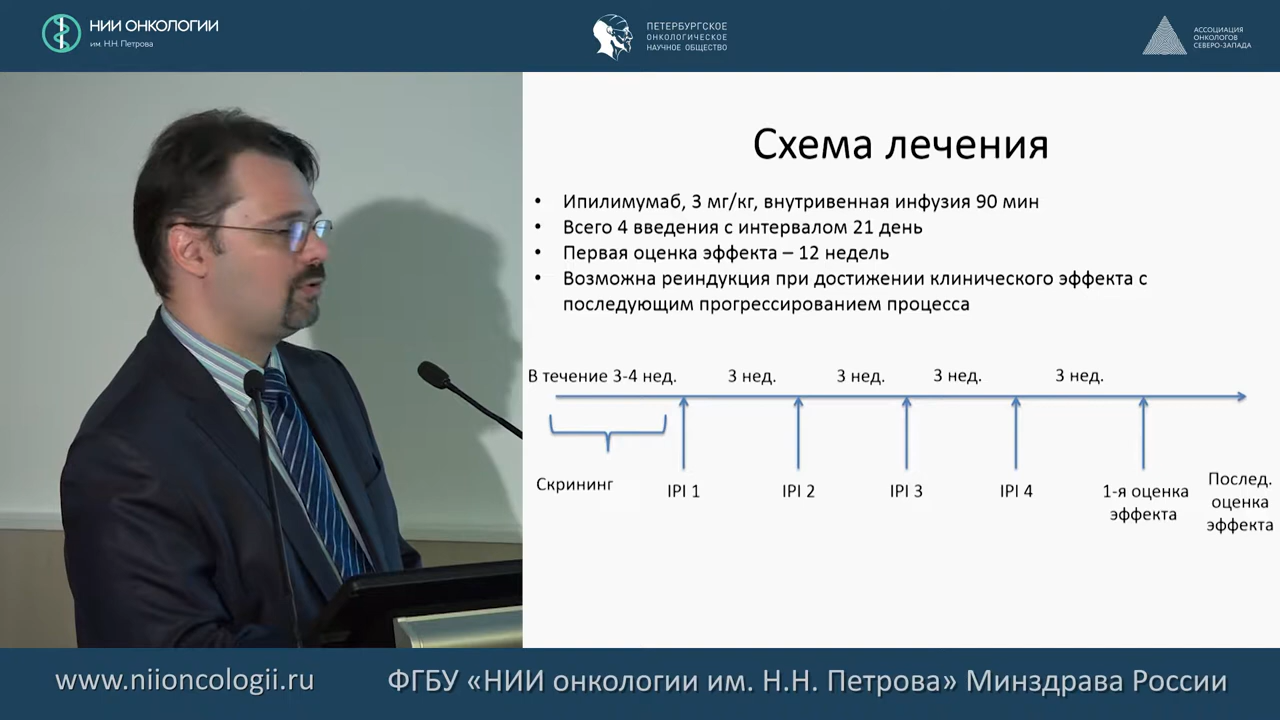 НИИ ОНКОЛОГИИ
им. Н.Н. Петрова
ПЕТЕРБУРГСКОЕ
ОНКОЛОГИЧЕСКОЕ
НАУЧНОЕ ОБЩЕСТВО
АССОЦИАЦИЯ
ОНКОЛОГОВ
СЕВЕРО-ЗАПАДА
Схема лечения
• Ипилимумаб, 3 мг/кг, внутривенная инфузия 90 мин
• Всего 4 введения с интервалом 21 день
• Первая оценка эффекта – 12 недель
• Возможна реиндукция при достижении клинического эффекта с
последующим прогрессированием процесса
В течение 3-4 нед. 3 нед. 3 нед. 3 нед. 3 нед.
Скрининг IPI 1 IPI 2 IPI 3 IPI 4
1-я оценка
эффекта
Послед.
оценка
эффекта
www.niioncologii.ru
ФГБУ «НИИ онкологии им. Н.Н. Петрова» Минздрава России